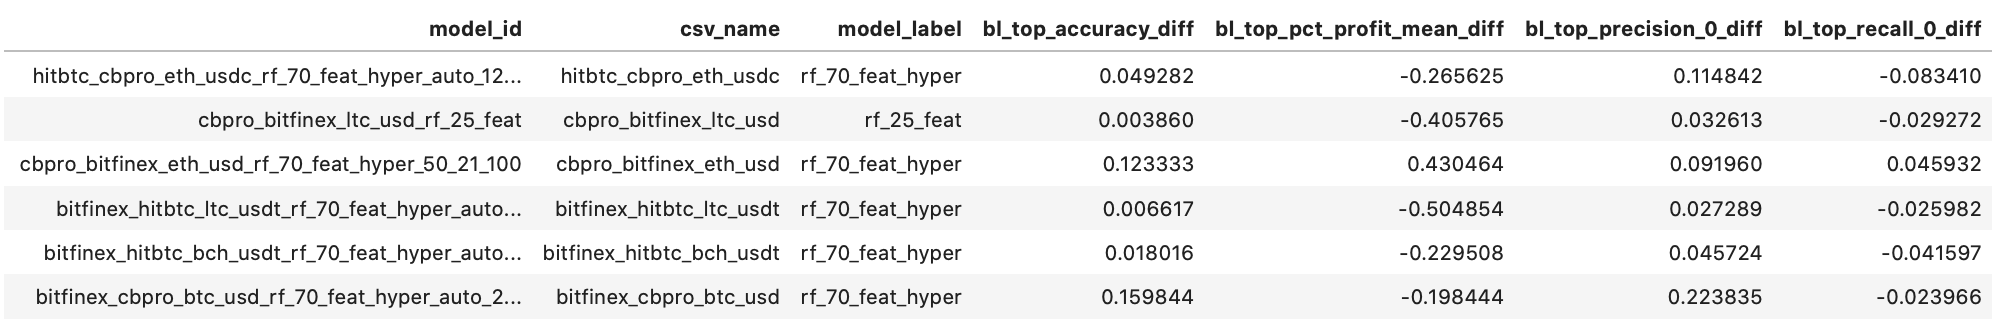 model_id csv_name model_label bl_top_accuracy_diff bl_top_pct_profit_mean_diff bl_top_precision_0_diff bl_top_recall_0_diff
hitbtc_cbpro_eth_usdc_rf_70_feat_hyper_auto_12... hitbtc_cbpro_eth_usdc rf_70_feat_hyper 0.049282 -0.265625 0.114842 -0.083410
cbpro_bitfinex_ltc_usd_rf_25_feat cbpro_bitfinex_ltc_usd rf_25_feat 0.003860 -0.405765 0.032613 -0.029272
cbpro_bitfinex_eth_usd_rf_70_feat_hyper_50_21_100 cbpro_bitfinex_eth_usd rf_70_feat_hyper 0.123333 0.430464 0.091960 0.045932
bitfinex_hitbtc_ltc_usdt_rf_70_feat_hyper_auto... bitfinex_hitbtc_ltc_usdt rf_70_feat_hyper 0.006617 -0.504854 0.027289 -0.025982
bitfinex_hitbtc_bch_usdt_rf_70_feat_hyper_auto... bitfinex_hitbtc_bch_usdt rf_70_feat_hyper 0.018016 -0.229508 0.045724 -0.041597
bitfinex_cbpro_btc_usd_rf_70_feat_hyper_auto_2... bitfinex_cbpro_btc_usd rf_70_feat_hyper 0.159844 -0.198444 0.223835 -0.023966